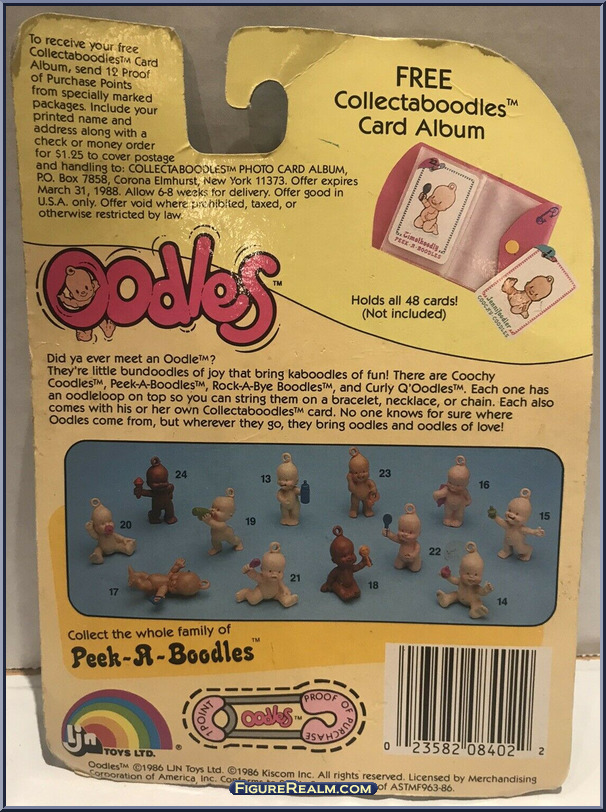 To receive your free
Collectaboodles™ Card
Album, send 12 Proof
of Purchase Points
from specially marked
packages. Include your
printed name and
address along with a
check or money order
for $1.25 to cover postage
and handling to: COLLECTABOODLES™ PHOTO CARD ALBUM,
P.O. Box 7858, Corona Elmhurst, New York 11373. Offer expires
March 31, 1988. Allow 6-8 weeks for delivery. Offer good in
U.S.A. only. Offer void where prohibited, taxed, or
otherwise restricted by law.
FREE
Collectaboodles™
Card Album
PEEK-A-BOODLES
Holds all 48 cards!
(Not included)
Oodles™
Did ya ever meet an Oodle™?
They're little bundoodles of joy that bring kaboodles of fun! There are Coochy
Coodles™, Peek-A-Boodles™, Rock-A-Bye Boodles™, and Curly Q'Oodles™. Each one has
an oodleloop on top so you can string them on a bracelet, necklace, or chain. Each also
comes with his or her own Collectaboodles™ card. No one knows for sure where
Oodles come from, but wherever they go, they bring oodles and oodles of love!
24
13
23
16
20
19
15
22
17
21
18
14
Collect the whole family of
Peek-A-Boodles™
ljn
TOYS LTD.
®
1 POINT
Oodles™
PROOF OF PURCHASE
0 23582 08402 2
Oodles™ ©1986 LJN Toys Ltd. ©1986 Kiscom Inc. All rights reserved. Licensed by Merchandising
Corporation of America, Inc. of ASTMF963-86.
FigureRealm.com